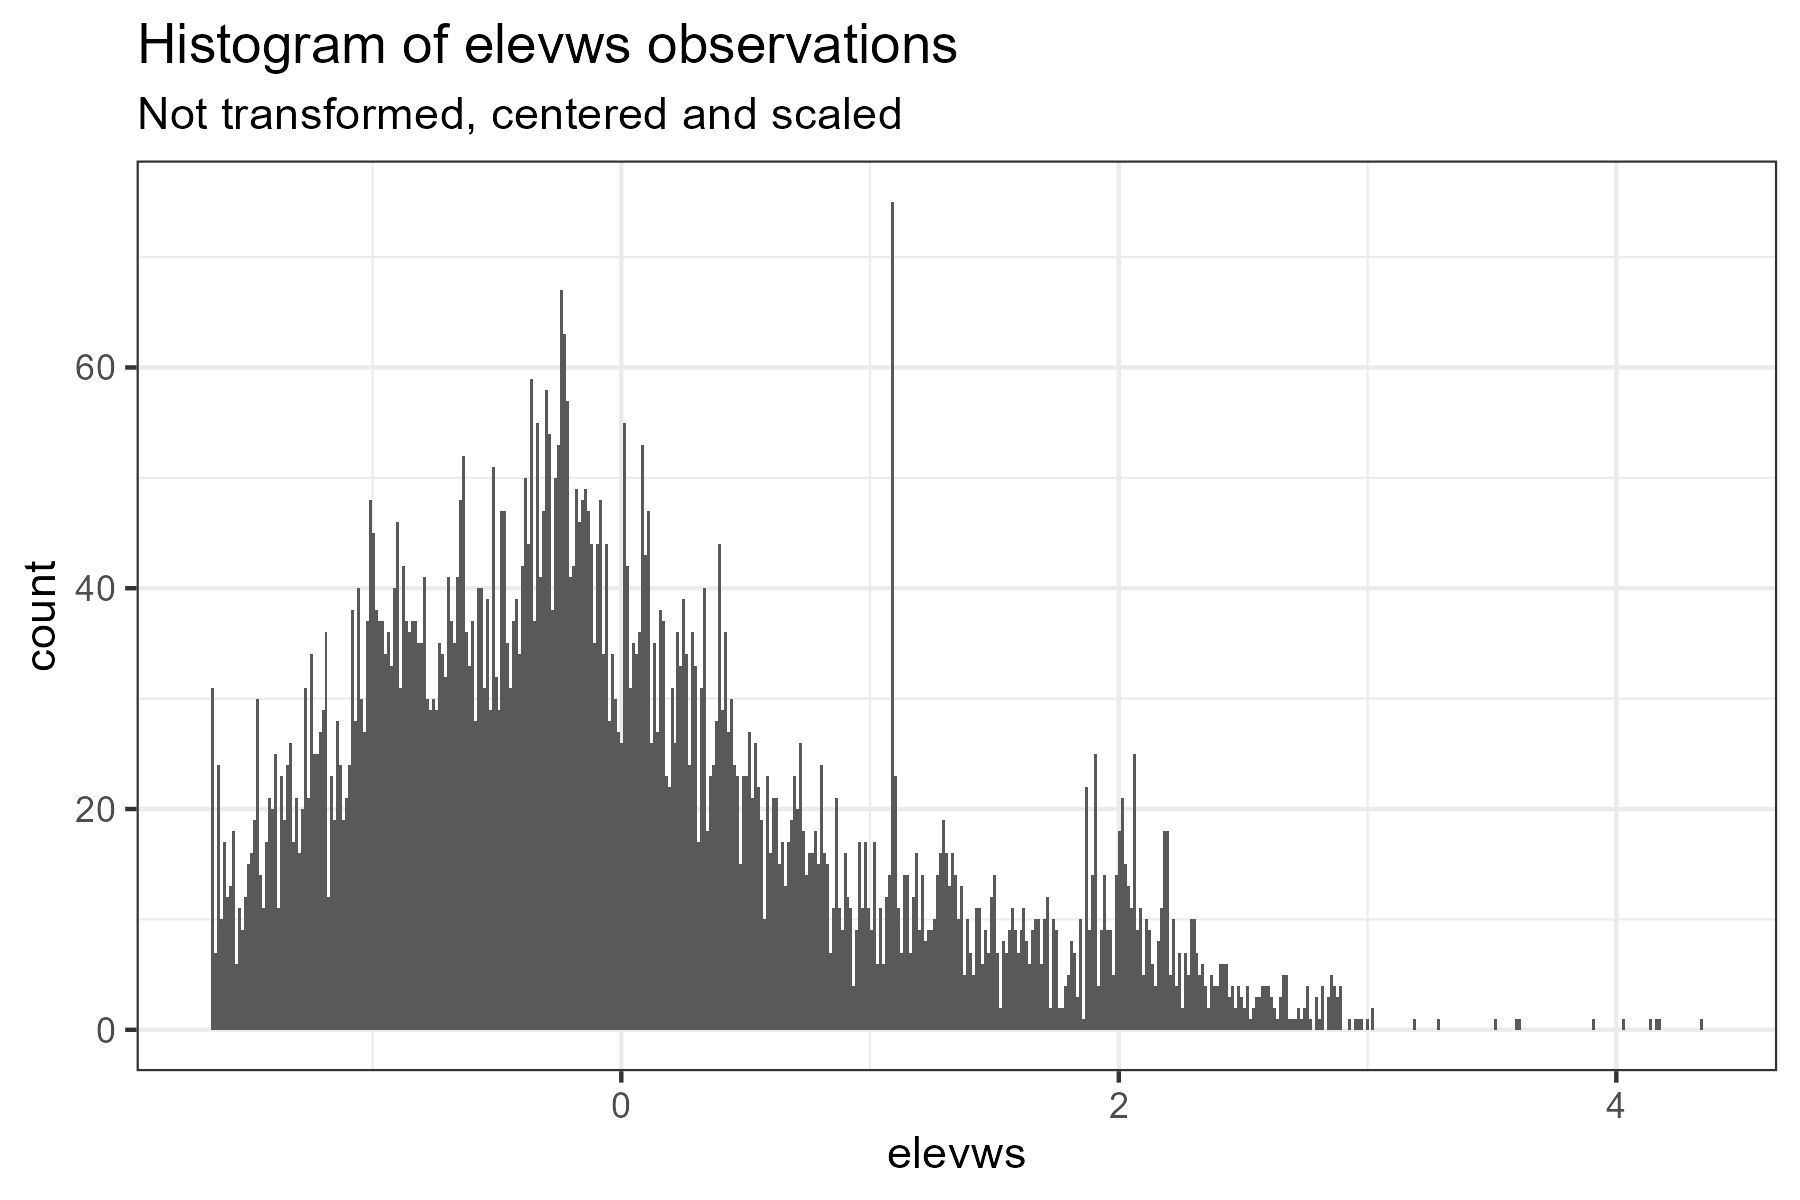 Histogram of elevws observations
Not transformed, centered and scaled
60
40
20
0
count
0 2 4
elevws